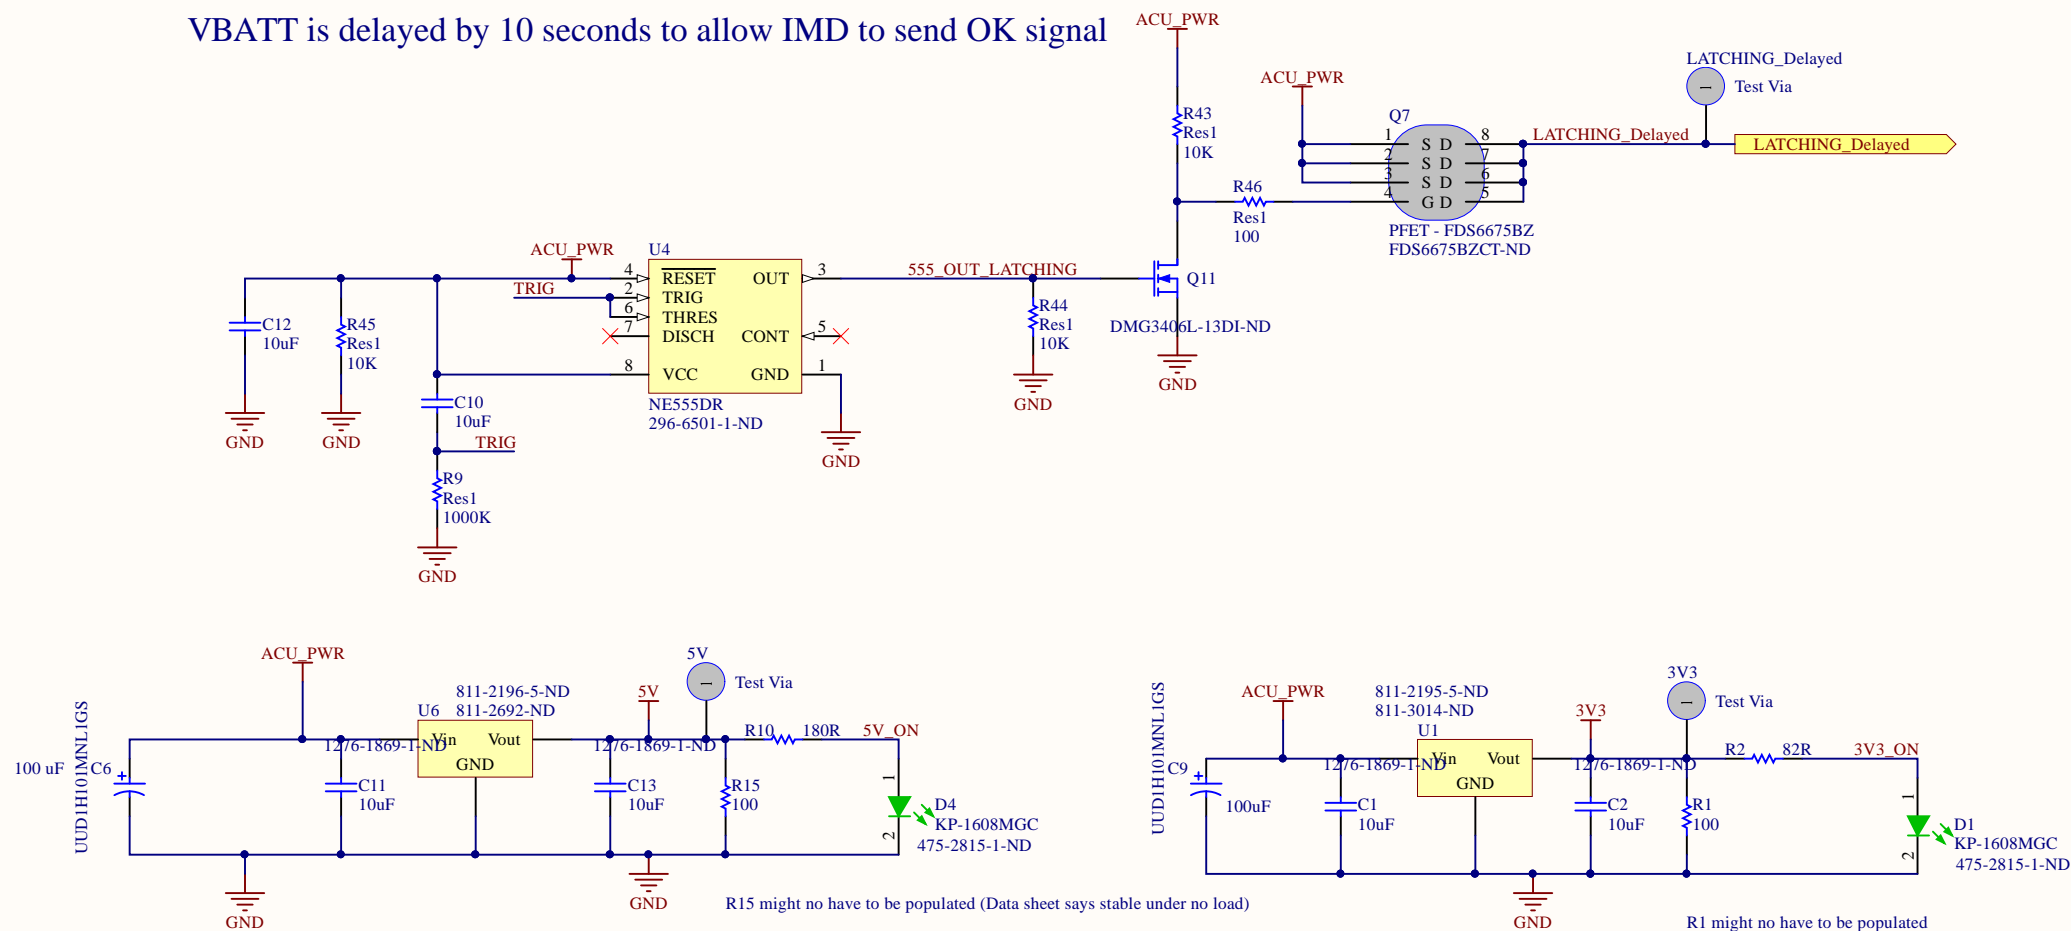 VBATT is delayed by 10 seconds to allow IMD to send OK signal
ACU_PWR
R43
Res1
10K
ACU_PWR
Q7
1 S D 8
2 S D 7
3 S D 6
4 G D 5
PFET - FDS6675BZ
FDS6675BZCT-ND
R46
Res1
100
LATCHING_Delayed
1
Test Via
LATCHING_Delayed
LATCHING_Delayed
ACU_PWR
U4
4 RESET OUT 3
TRIG
2 TRIG
6 THRES
7 DISCH CONT 5
8 VCC GND 1
NE555DR
296-6501-1-ND
GND
555_OUT_LATCHING
R44
Res1
10K
GND
Q11
DMG3406L-13DI-ND
GND
C12
10uF
GND
R45
Res1
10K
GND
C10
10uF
TRIG
R9
Res1
1000K
GND
ACU_PWR
811-2196-5-ND
811-2692-ND
U6
Vin Vout
GND
1276-1869-1-ND
100 uF
C6
UUD1H101MNL1GS
C11
10uF
GND
5V
5V
1
Test Via
1276-1869-1-ND
C13
10uF
R10 180R
5V_ON
R15
100
1
2
D4
KP-1608MGC
475-2815-1-ND
GND
R15 might no have to be populated (Data sheet says stable under no load)
ACU_PWR
811-2195-5-ND
811-3014-ND
U1
Vin Vout
GND
1276-1869-1-ND
UUD1H101MNL1GS
C9
100uF
C1
10uF
3V3
3V3
1
Test Via
1276-1869-1-ND
C2
10uF
R2 82R
3V3_ON
R1
100
1
2
D1
KP-1608MGC
475-2815-1-ND
GND
R1 might no have to be populated